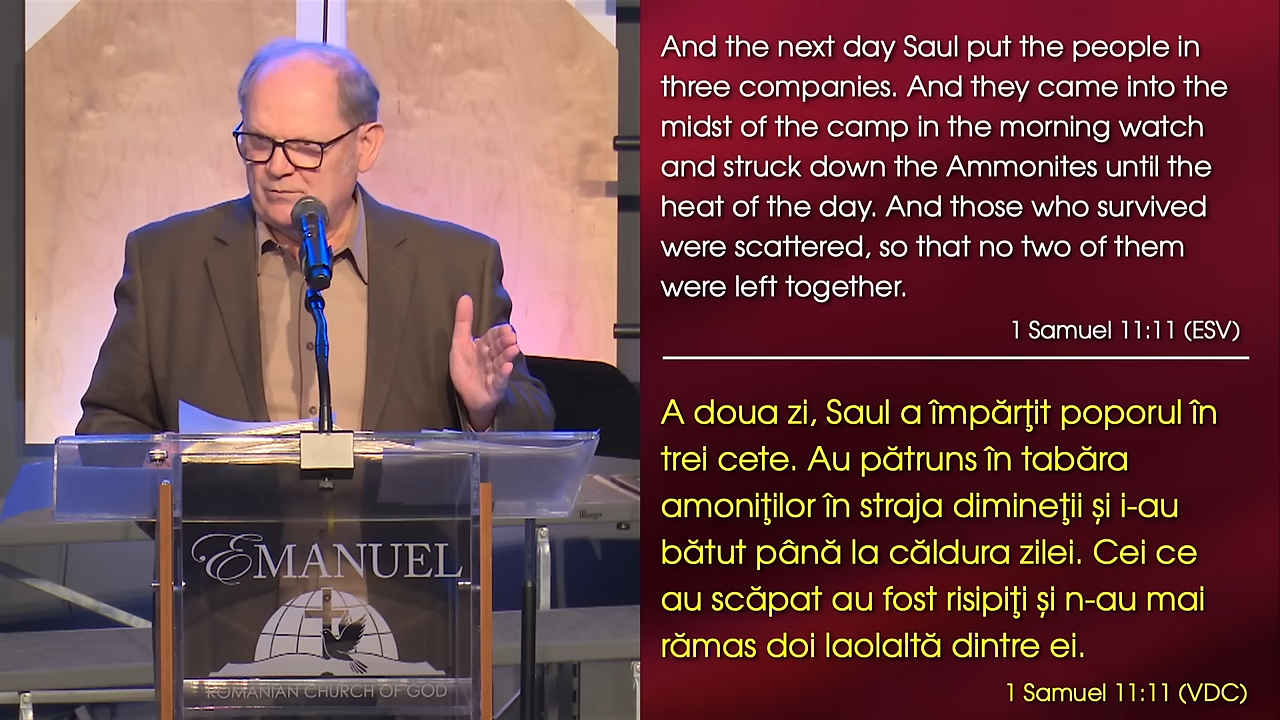 And the next day Saul put the people in
three companies. And they came into the
midst of the camp in the morning watch
and struck down the Ammonites until the
heat of the day. And those who survived
were scattered, so that no two of them
were left together.
1 Samuel 11:11 (ESV)
A doua zi, Saul a împărţit poporul în
trei cete. Au pătruns în tabăra
amoniţilor în straja dimineţii și i-au
bătut până la căldura zilei. Cei ce
au scăpat au fost risipiţi și n-au mai
rămas doi laolaltă dintre ei.
1 Samuel 11:11 (VDC)
EMANUEL
ROMANIAN CHURCH OF GOD